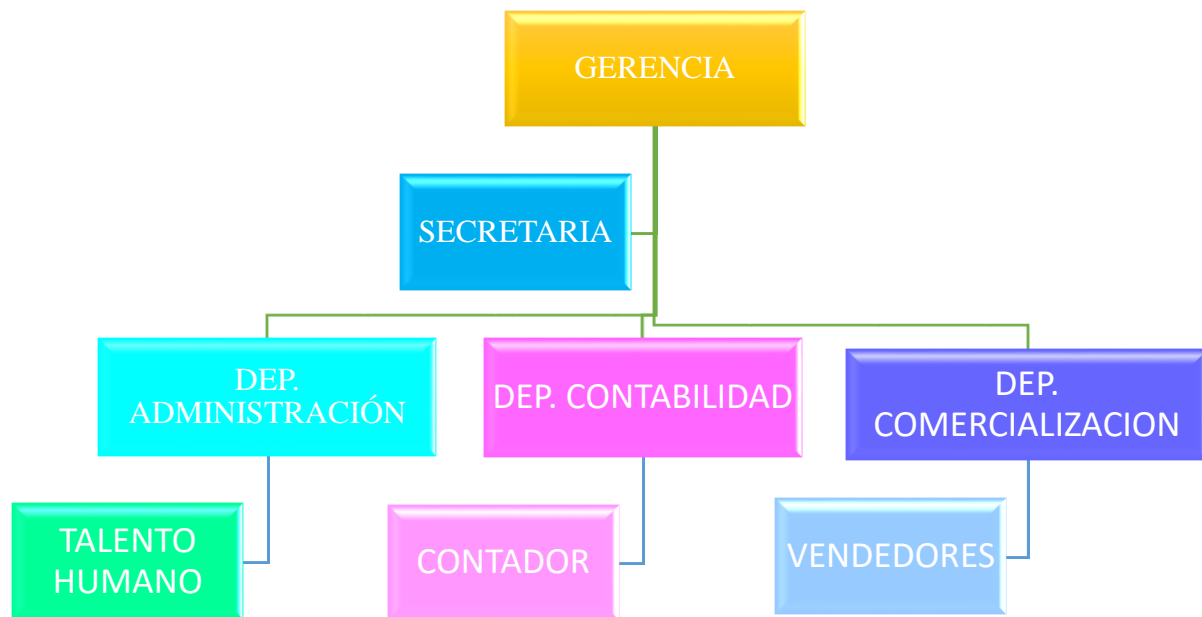 GERENCIA
SECRETARIA
DEP.
ADMINISTRACIÓN
DEP. CONTABILIDAD
DEP.
COMERCIALIZACION
TALENTO
HUMANO
CONTADOR
VENDEDORES